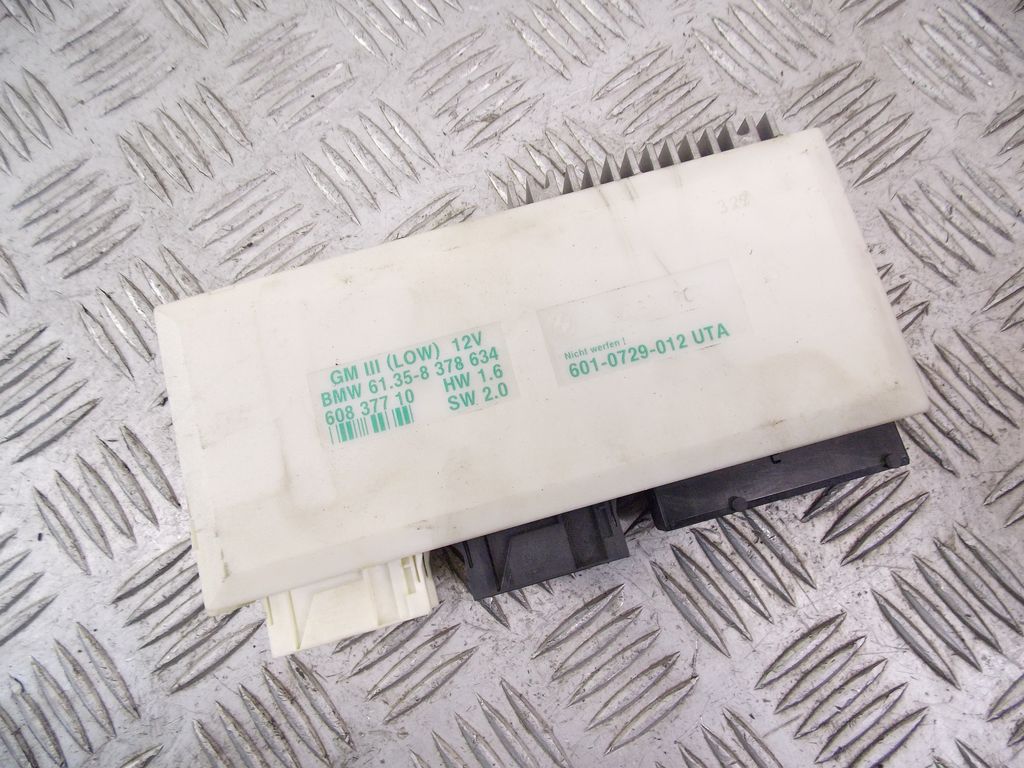 GM III (LOW) 12V
BMW 61.35-8 378 634
608 377 10 HW 1.6
SW 2.0
Nicht werfen !
601-0729-012 UTA